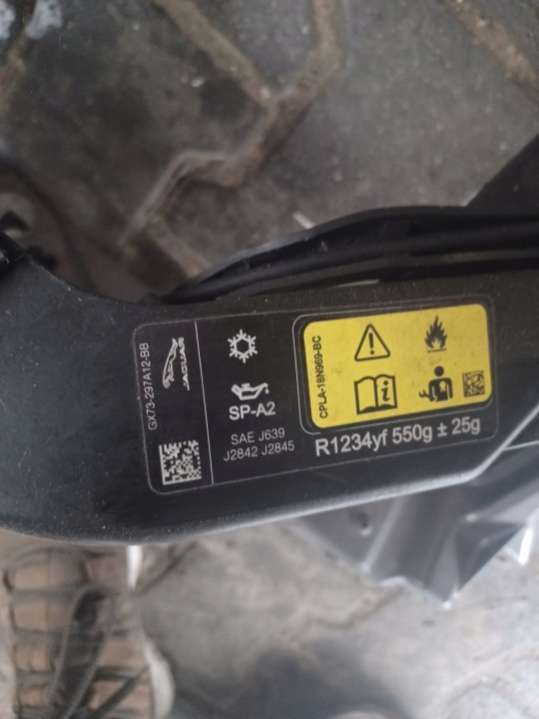 GX73-297A12-BB
JAGUAR
SP-A2
SAE J639
J2842 J2845
CPLA-18N969-BC
R1234yf 550g ± 25g